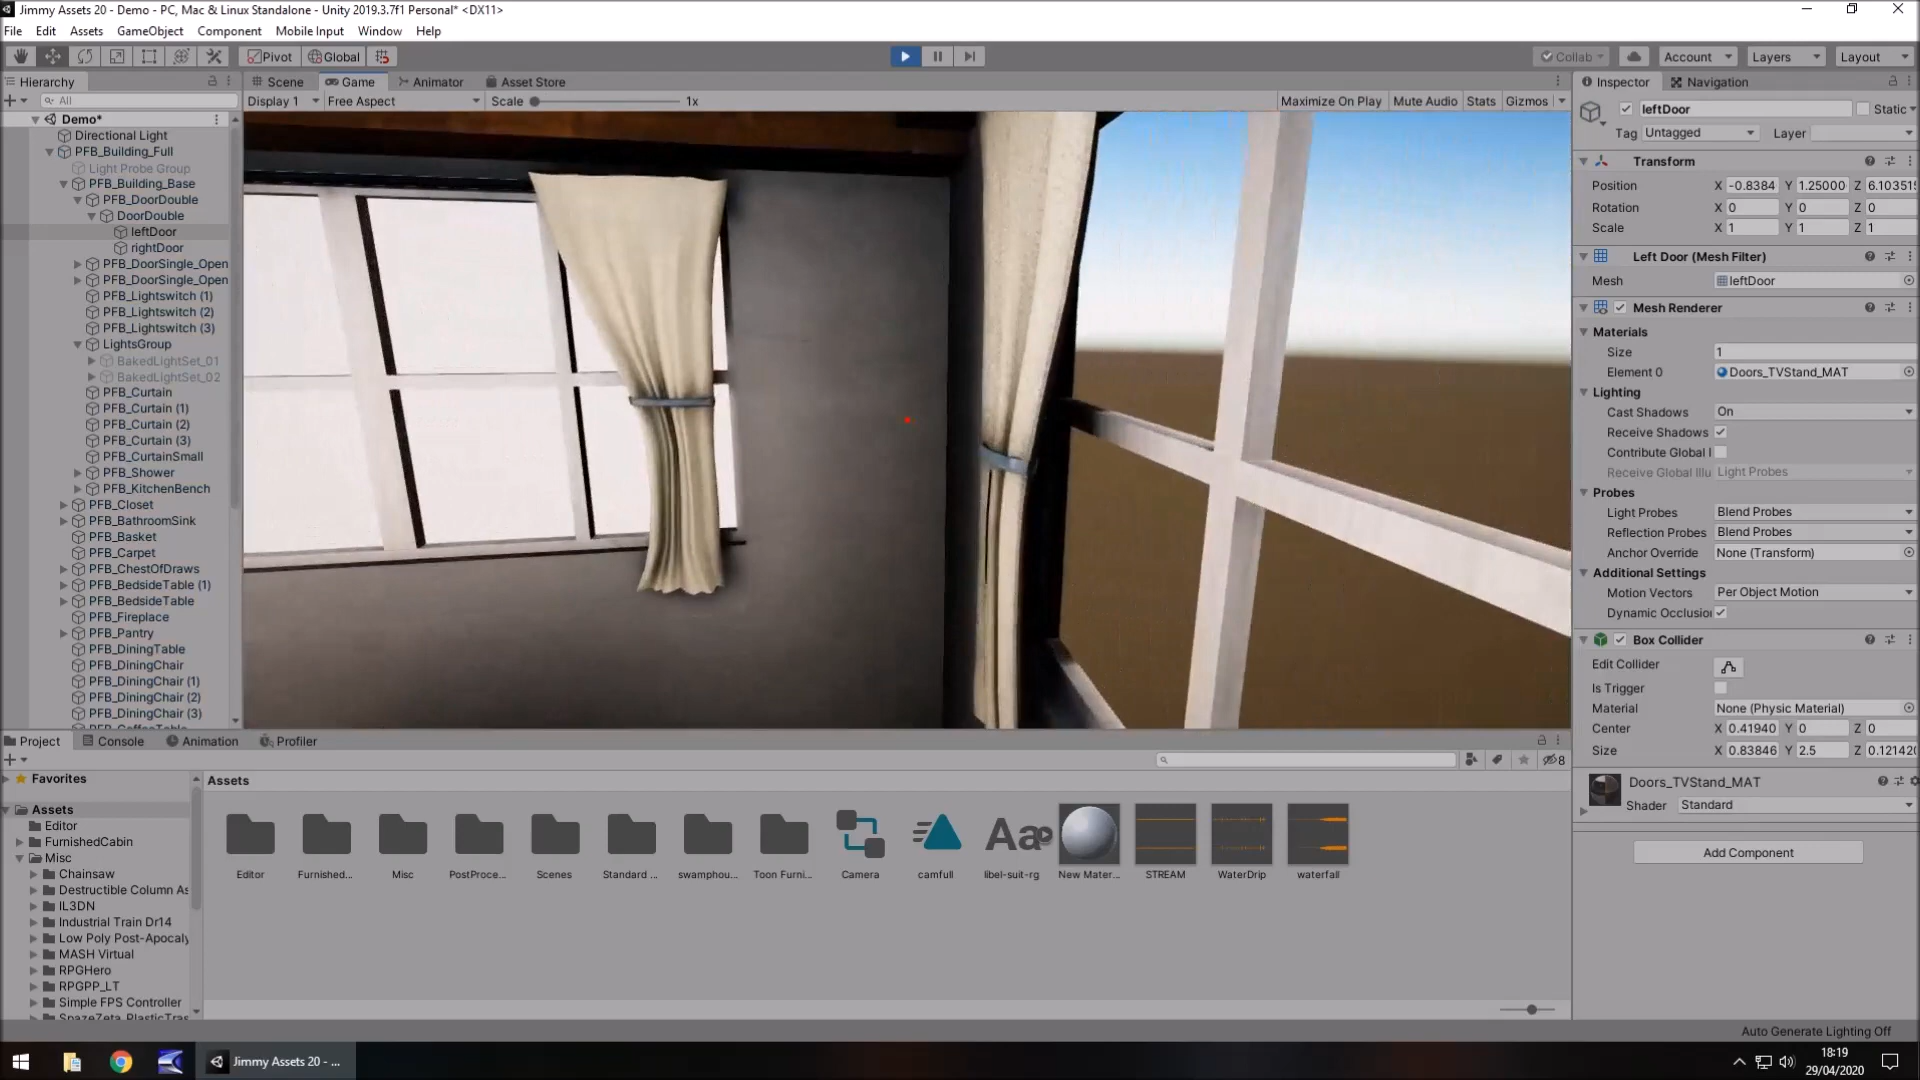 Jimmy Assets 20 - Demo - PC, Mac & Linux Standalone - Unity 2019.3.7f1 Personal* <DX11>
File Edit Assets GameObject Component Mobile Input Window Help
Pivot Global Collab Account Layers Layout
Hierarchy
All
Demo*
Directional Light
PFB_Building_Full
Light Probe Group
PFB_Building_Base
PFB_DoorDouble
DoorDouble
leftDoor
rightDoor
PFB_DoorSingle_Open
PFB_DoorSingle_Open
PFB_Lightswitch (1)
PFB_Lightswitch (2)
PFB_Lightswitch (3)
LightsGroup
BakedLightSet_01
BakedLightSet_02
PFB_Curtain
PFB_Curtain (1)
PFB_Curtain (2)
PFB_Curtain (3)
PFB_CurtainSmall
PFB_Shower
PFB_KitchenBench
PFB_Closet
PFB_BathroomSink
PFB_Basket
PFB_Carpet
PFB_ChestOfDraws
PFB_BedsideTable (1)
PFB_BedsideTable
PFB_Fireplace
PFB_Pantry
PFB_DiningTable
PFB_DiningChair
PFB_DiningChair (1)
PFB_DiningChair (2)
PFB_DiningChair (3)
Scene Game Animator Asset Store
Display 1 Free Aspect Scale 1x Maximize On Play Mute Audio Stats Gizmos
Inspector Navigation
leftDoor Static
Tag Untagged Layer
Transform
Position X -0.8384 Y 1.25000 Z 6.103515
Rotation X 0 Y 0 Z 0
Scale X 1 Y 1 Z 1
Left Door (Mesh Filter)
Mesh leftDoor
Mesh Renderer
Materials
Size 1
Element 0 Doors_TVStand_MAT
Lighting
Cast Shadows On
Receive Shadows
Contribute Global I
Receive Global Illu Light Probes
Probes
Light Probes Blend Probes
Reflection Probes Blend Probes
Anchor Override None (Transform)
Additional Settings
Motion Vectors Per Object Motion
Dynamic Occlusion
Box Collider
Edit Collider
Is Trigger
Material None (Physic Material)
Center X 0.41940 Y 0 Z 0
Size X 0.83846 Y 2.5 Z 0.121420
Doors_TVStand_MAT
Shader Standard
Add Component
Project Console Animation Profiler
8
Favorites
Assets
Editor
FurnishedCabin
Misc
Chainsaw
Destructible Column As
IL3DN
Industrial Train Dr14
Low Poly Post-Apocaly
MASH Virtual
RPGHero
RPGPP_LT
Simple FPS Controller
SpazeZeta_PlasticTras
Assets
Editor Furnished... Misc PostProce... Scenes Standard ... swamphou... Toon Furni... Camera camfull libel-suit-rg New Mater... STREAM WaterDrip waterfall
Aa
Auto Generate Lighting Off
Jimmy Assets 20 - ...
18:19
29/04/2020